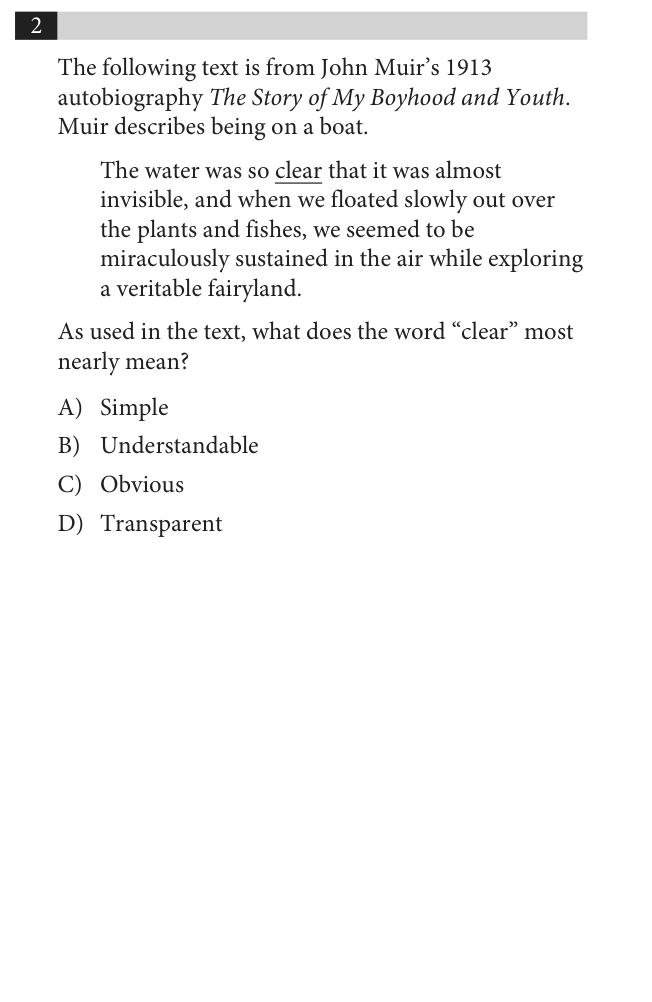 2
The following text is from John Muir’s 1913
autobiography The Story of My Boyhood and Youth.
Muir describes being on a boat.
The water was so clear that it was almost
invisible, and when we floated slowly out over
the plants and fishes, we seemed to be
miraculously sustained in the air while exploring
a veritable fairyland.
As used in the text, what does the word “clear” most
nearly mean?
A) Simple
B) Understandable
C) Obvious
D) Transparent